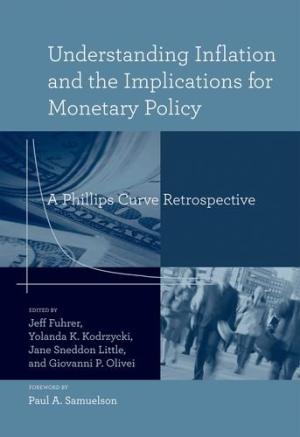 Understanding Inflation
and the Implications for
Monetary Policy
A Phillips Curve Retrospective
EDITED BY
Jeff Fuhrer,
Yolanda K. Kodrzycki,
Jane Sneddon Little,
and Giovanni P. Olivei
FOREWORD BY
Paul A. Samuelson